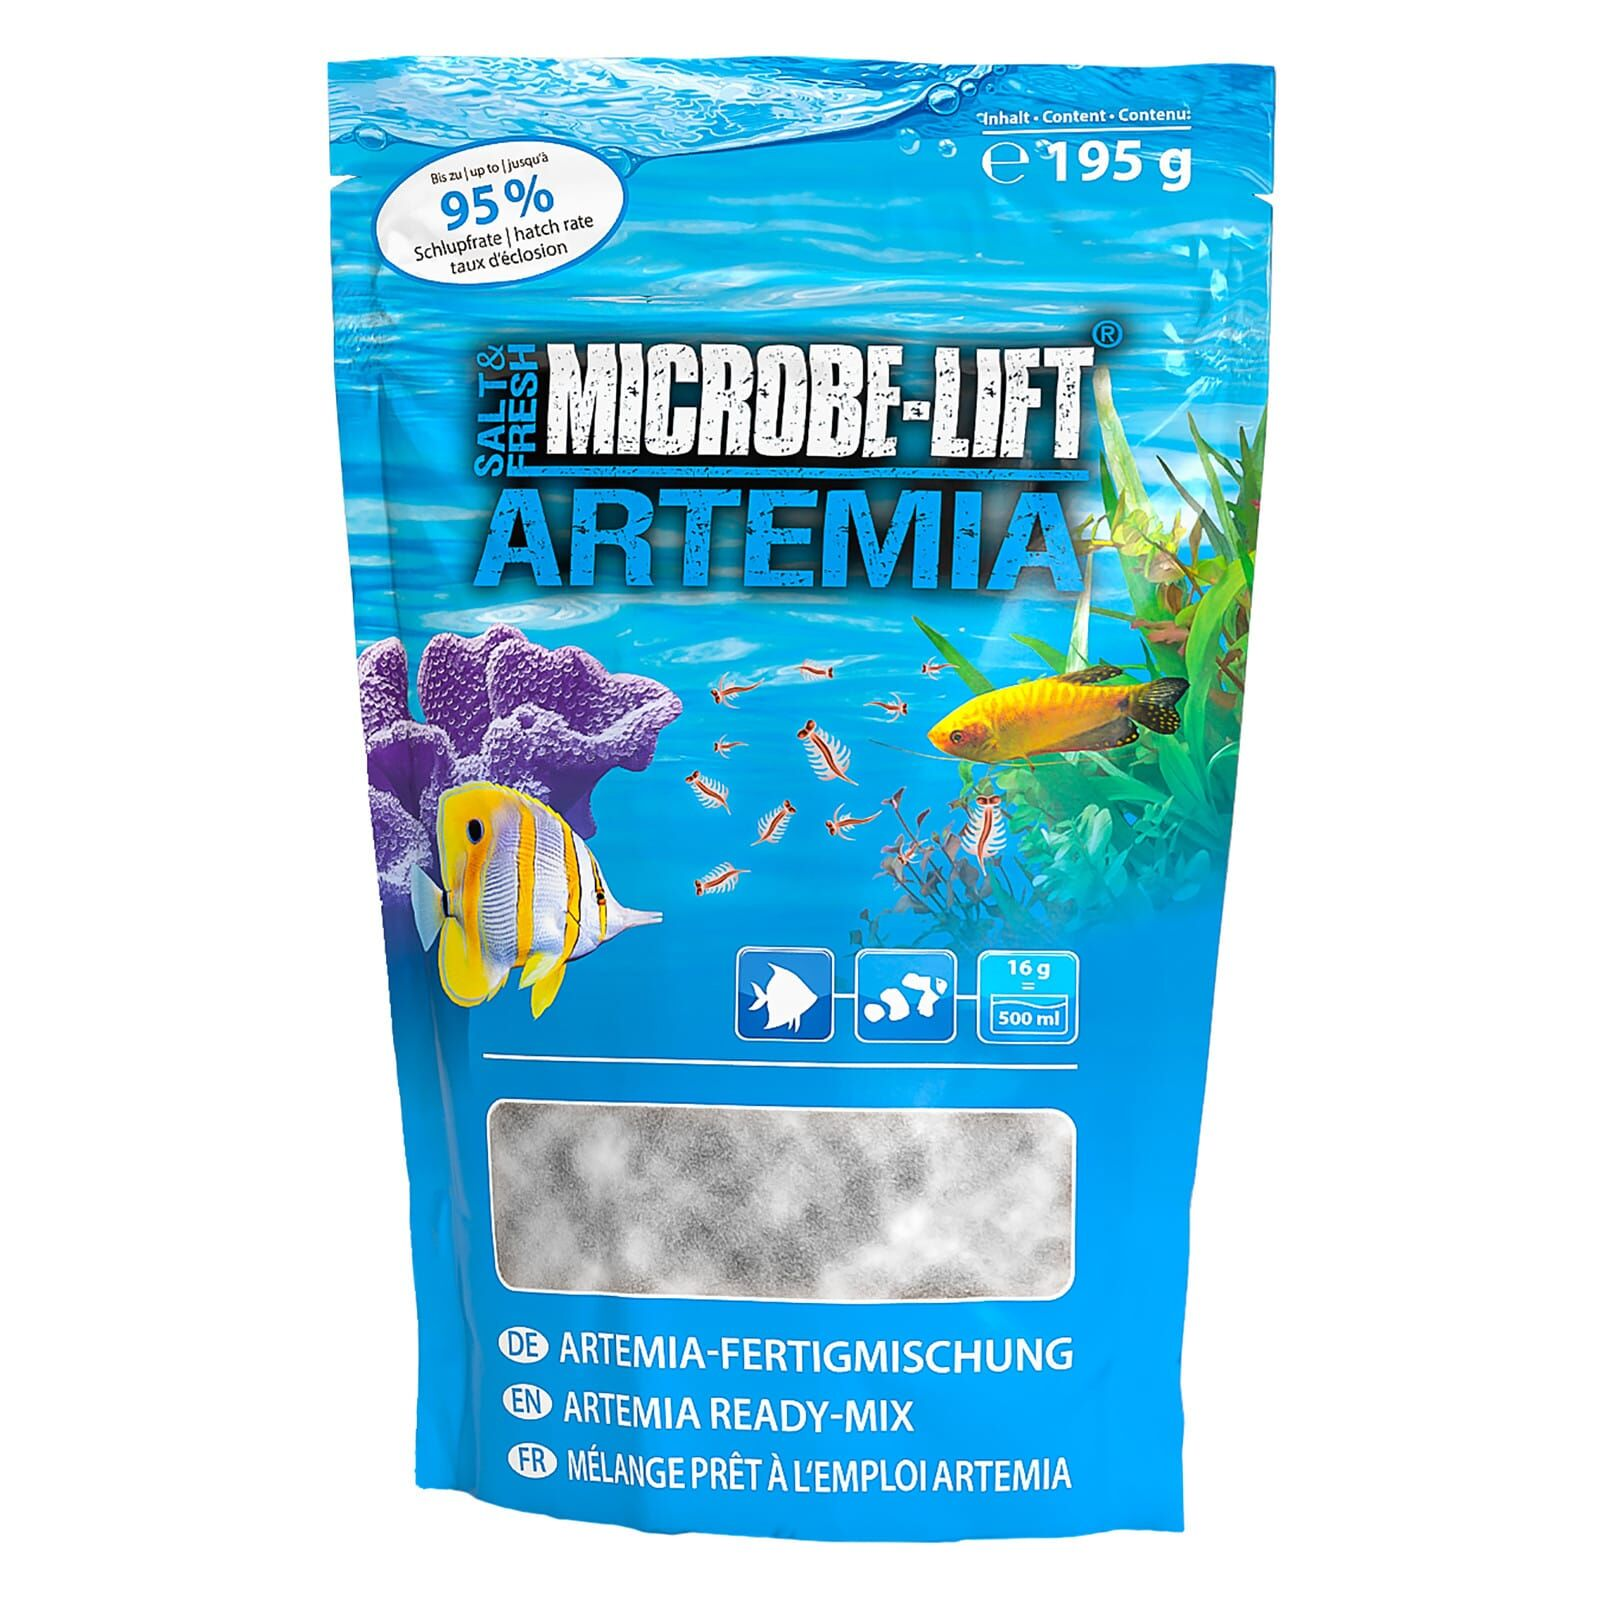 Inhalt • Content • Contenu:
℮ 195 g
Bis zu | up to | jusqu'à
95 %
Schlupfrate | hatch rate
taux d'éclosion
SALT &
FRESH
MICROBE-LIFT®
ARTEMIA
16 g
=
500 ml
DE ARTEMIA-FERTIGMISCHUNG
EN ARTEMIA READY-MIX
FR MÉLANGE PRÊT À L'EMPLOI ARTEMIA